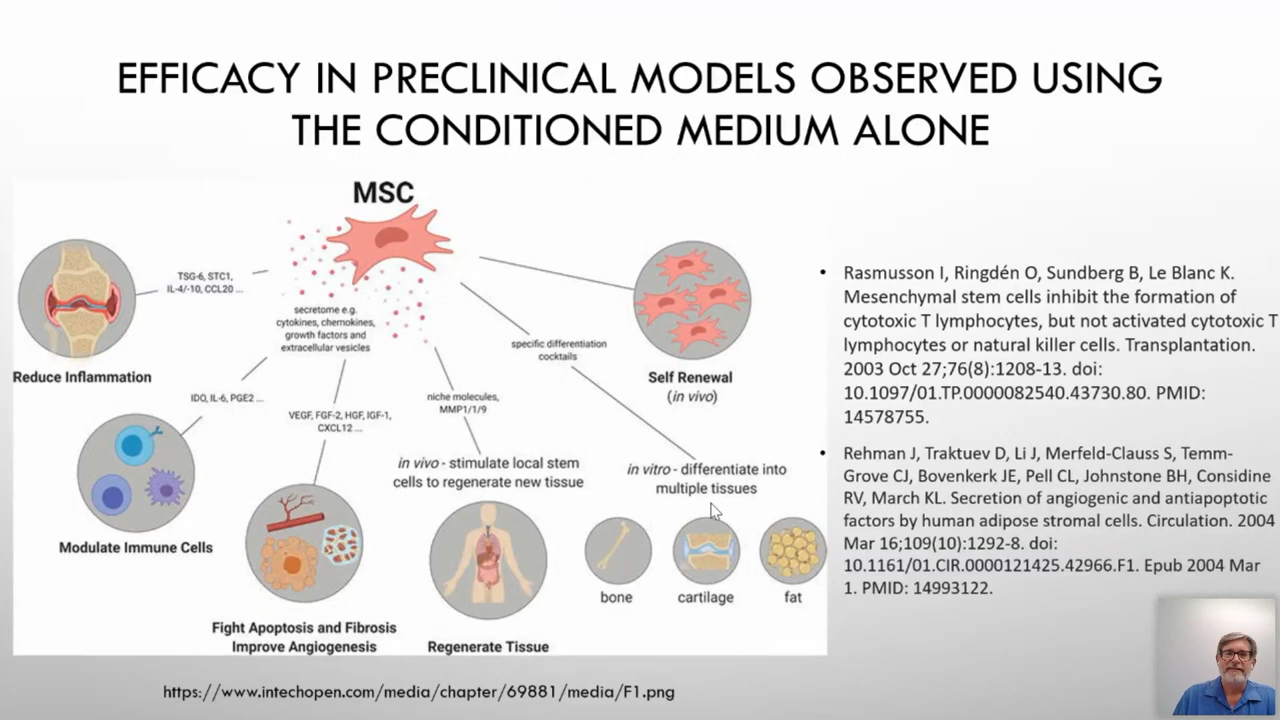 EFFICACY IN PRECLINICAL MODELS OBSERVED USING
THE CONDITIONED MEDIUM ALONE
MSC
TSG-6, STC1,
IL-4/-10, CCL20 ...
Reduce Inflammation
secretome e.g.
cytokines, chemokines,
growth factors and
extracellular vesicles
specific differentiation
cocktails
Self Renewal
(in vivo)
IDO, IL-6, PGE2 ...
Modulate Immune Cells
VEGF, FGF-2, HGF, IGF-1,
CXCL12 ...
Fight Apoptosis and Fibrosis
Improve Angiogenesis
niche molecules,
MMP1/1/9
in vivo - stimulate local stem
cells to regenerate new tissue
Regenerate Tissue
in vitro - differentiate into
multiple tissues
bone
cartilage
fat
• Rasmusson I, Ringdén O, Sundberg B, Le Blanc K.
Mesenchymal stem cells inhibit the formation of
cytotoxic T lymphocytes, but not activated cytotoxic T
lymphocytes or natural killer cells. Transplantation.
2003 Oct 27;76(8):1208-13. doi:
10.1097/01.TP.0000082540.43730.80. PMID:
14578755.
• Rehman J, Traktuev D, Li J, Merfeld-Clauss S, Temm-
Grove CJ, Bovenkerk JE, Pell CL, Johnstone BH, Considine
RV, March KL. Secretion of angiogenic and antiapoptotic
factors by human adipose stromal cells. Circulation. 2004
Mar 16;109(10):1292-8. doi:
10.1161/01.CIR.0000121425.42966.F1. Epub 2004 Mar
1. PMID: 14993122.
https://www.intechopen.com/media/chapter/69881/media/F1.png